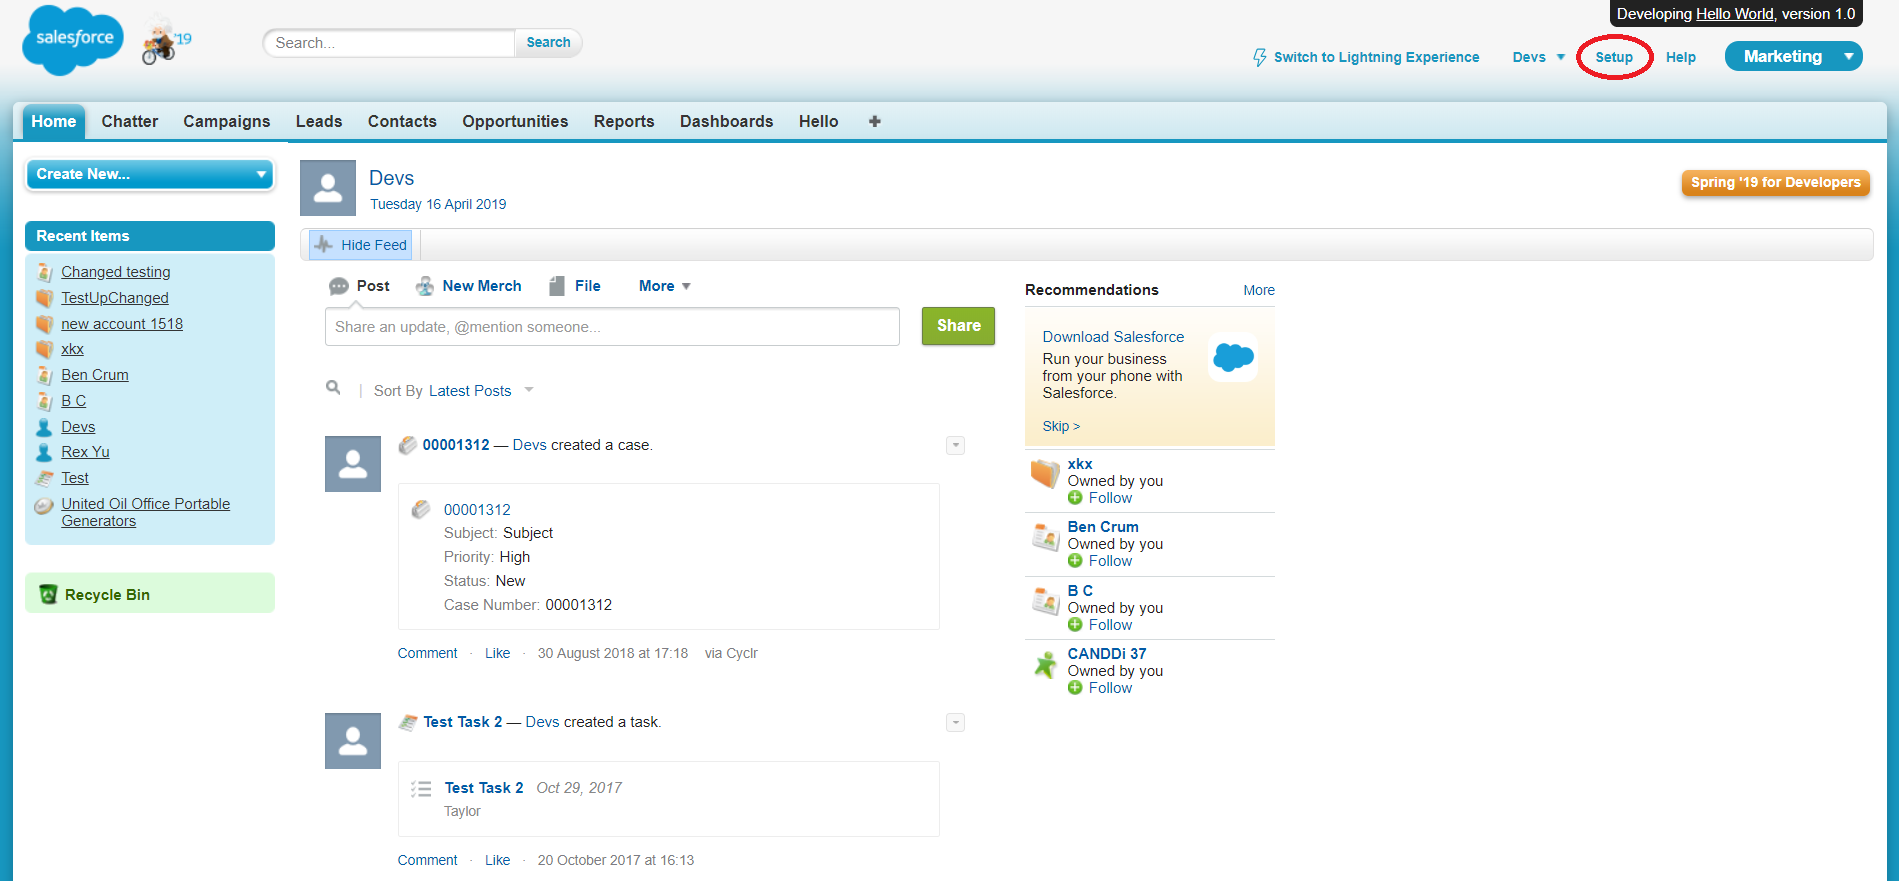 Developing Hello World, version 1.0
salesforce
'19
Search...
Search
Switch to Lightning Experience
Devs
Setup
Help
Marketing
Home
Chatter
Campaigns
Leads
Contacts
Opportunities
Reports
Dashboards
Hello
Create New...
Recent Items
Changed testing
TestUpChanged
new account 1518
xkx
Ben Crum
B C
Devs
Rex Yu
Test
United Oil Office Portable
Generators
Recycle Bin
Devs
Tuesday 16 April 2019
Spring '19 for Developers
Hide Feed
Post
New Merch
File
More
Share an update, @mention someone...
Share
| Sort By Latest Posts
00001312 — Devs created a case.
00001312
Subject: Subject
Priority: High
Status: New
Case Number: 00001312
Comment · Like · 30 August 2018 at 17:18 via Cyclr
Test Task 2 — Devs created a task.
Test Task 2 Oct 29, 2017
Taylor
Comment · Like · 20 October 2017 at 16:13
Recommendations
More
Download Salesforce
Run your business
from your phone with
Salesforce.
Skip >
xkx
Owned by you
Follow
Ben Crum
Owned by you
Follow
B C
Owned by you
Follow
CANDDi 37
Owned by you
Follow